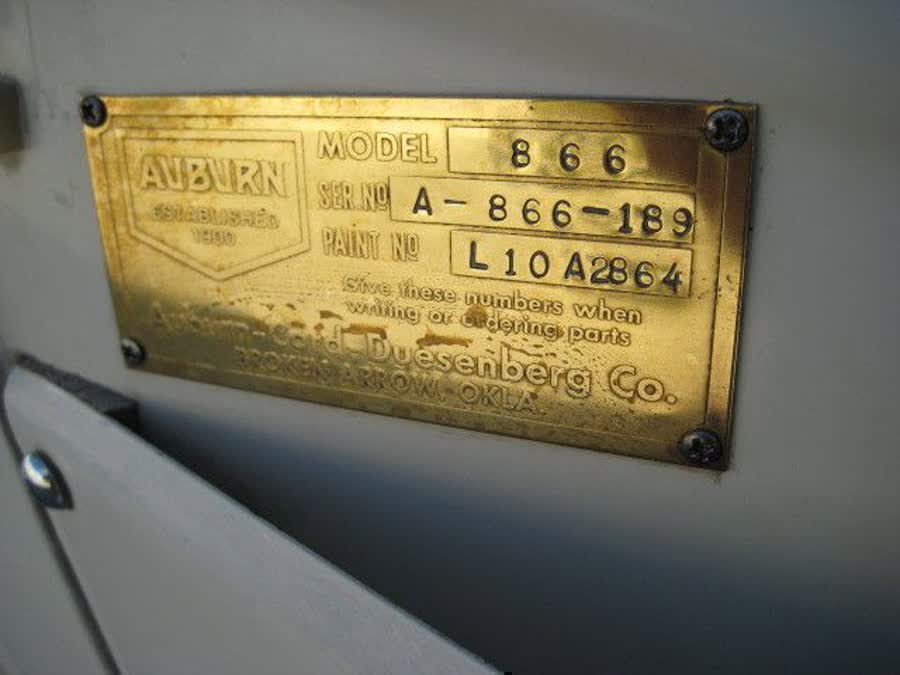 AUBURN
ESTABLISHED
1900
MODEL 866
SER. NO A-866-189
PAINT NO L10A2864
Give these numbers when
writing or ordering parts
Auburn-Cord-Duesenberg Co.
BROKEN ARROW, OKLA.